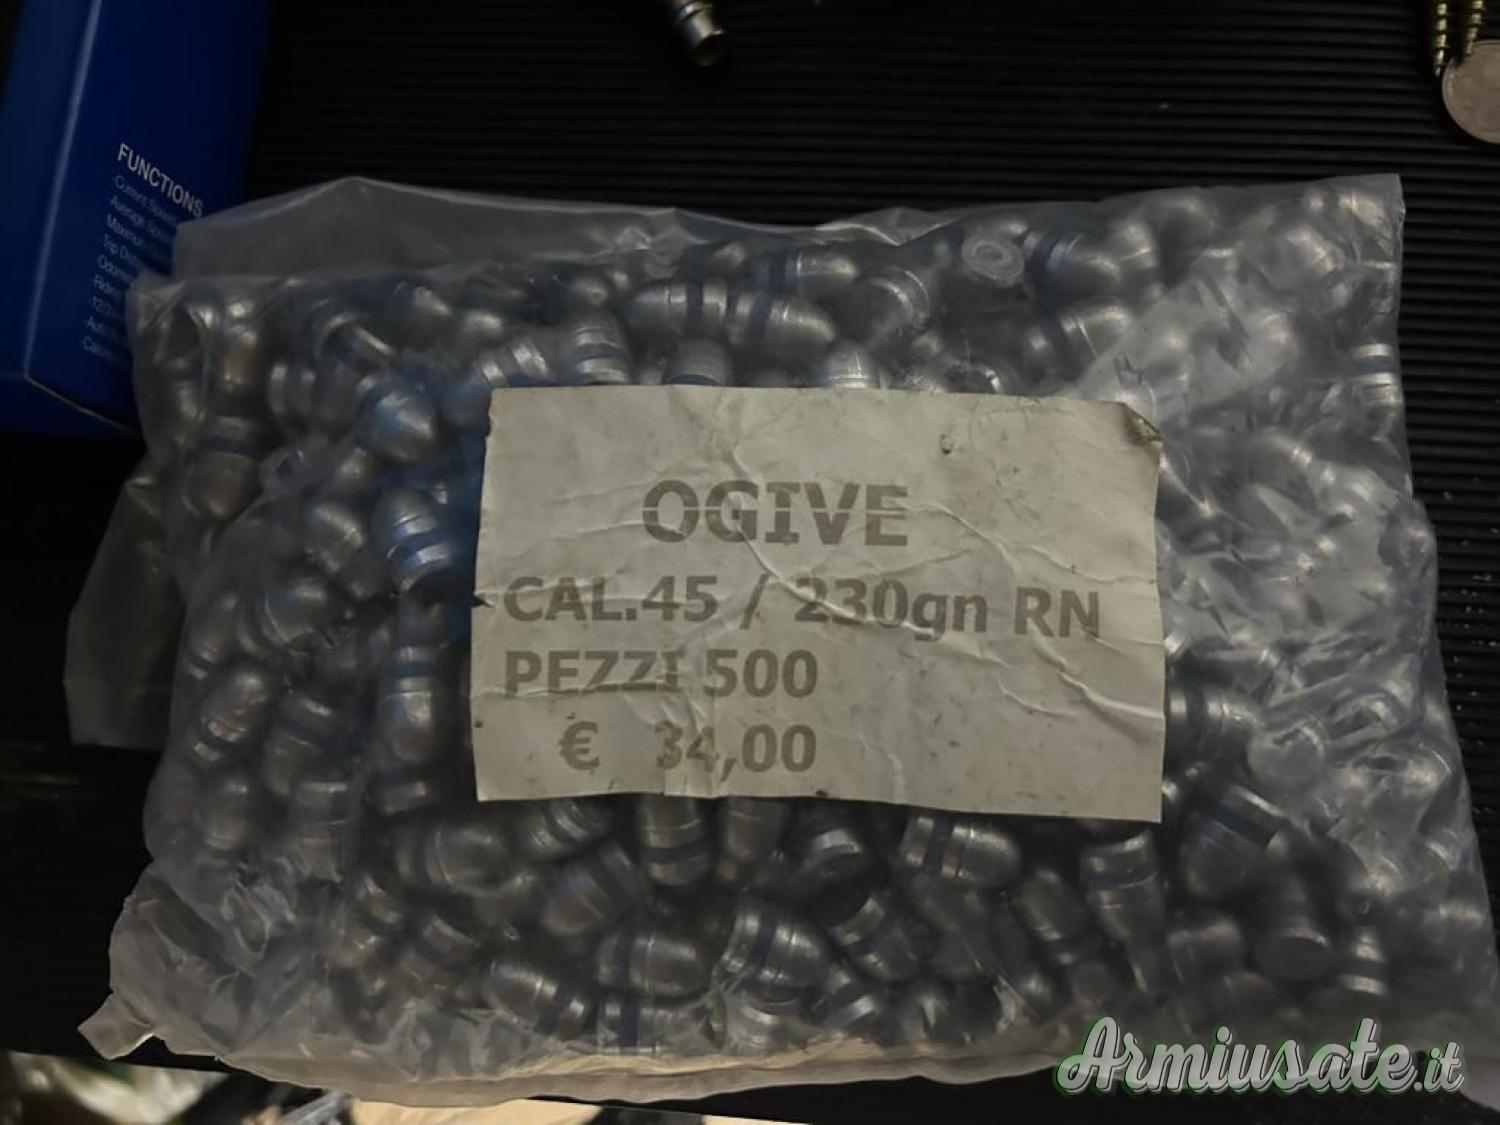 FUNCTIONS
OGIVE
CAL.45 / 230gn RN
PEZZI 500
€ 34,00
Armiusate.it